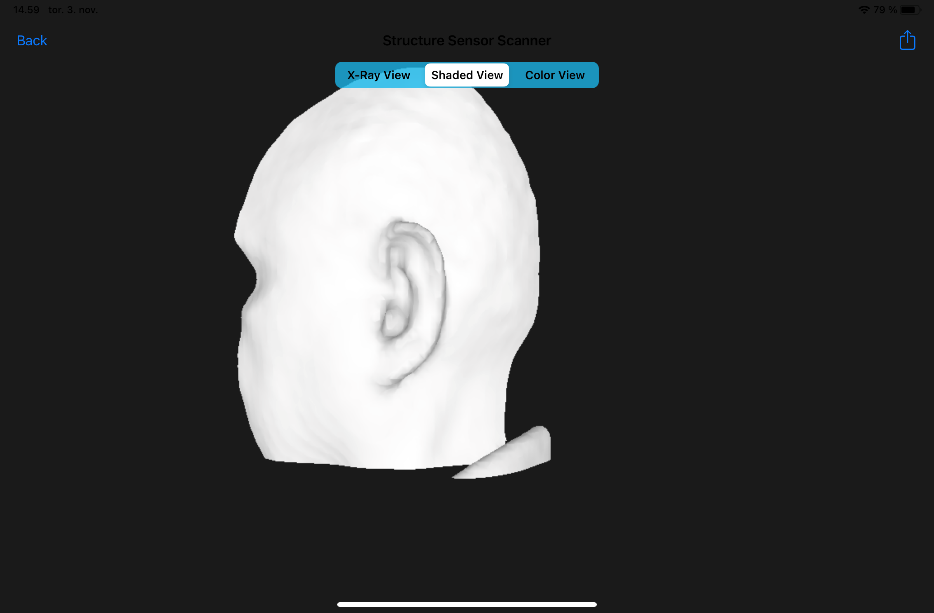 14.59 tor. 3. nov. 79 %
Back Structure Sensor Scanner
X-Ray View Shaded View Color View